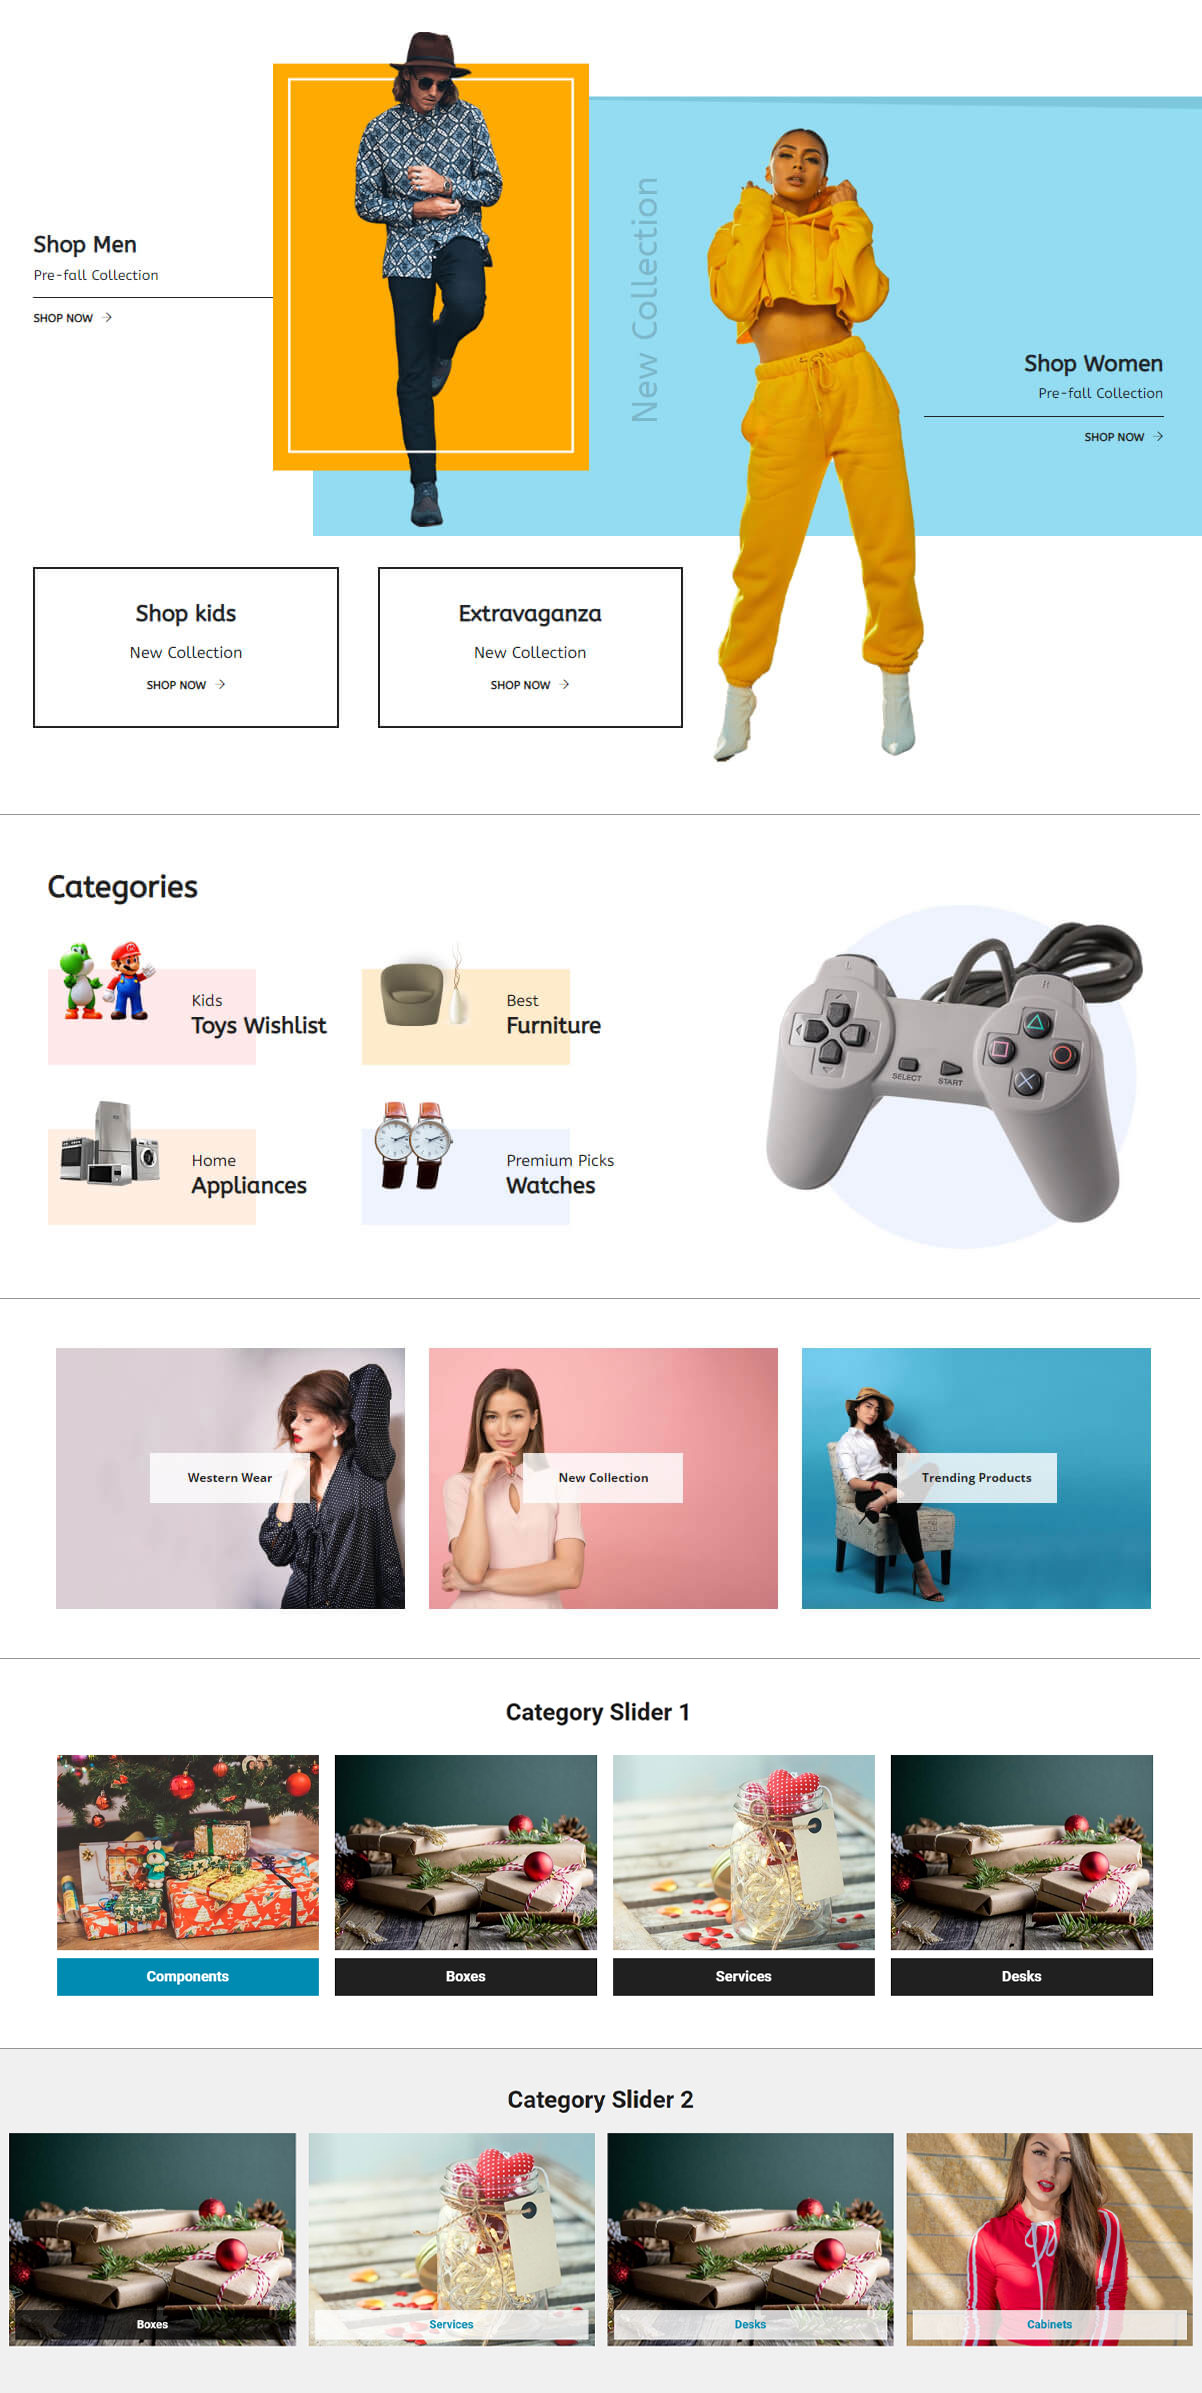 Shop Men
Pre-fall Collection
SHOP NOW
New Collection
Shop Women
Pre-fall Collection
SHOP NOW
Shop kids
New Collection
SHOP NOW
Extravaganza
New Collection
SHOP NOW
Categories
Kids
Toys Wishlist
Best
Furniture
Home
Appliances
Premium Picks
Watches
L
R
SELECT
START
Western Wear
New Collection
Trending Products
Category Slider 1
Components
Boxes
Services
Desks
Category Slider 2
Boxes
Services
Desks
Cabinets